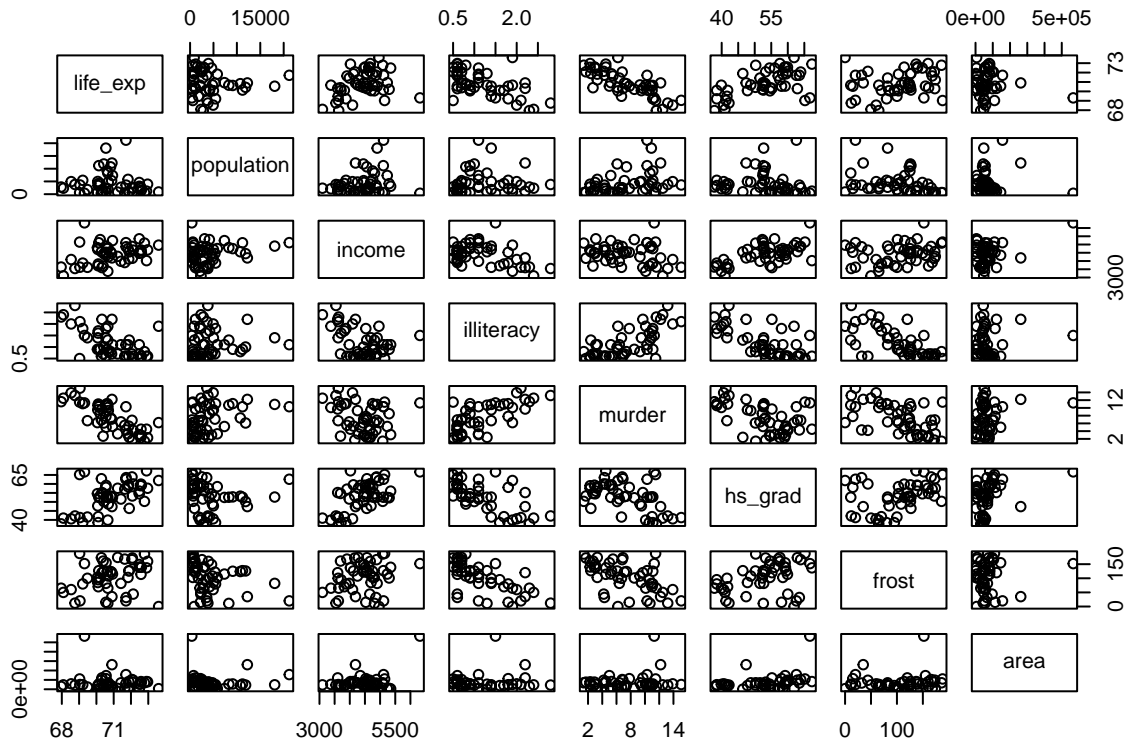 0 15000 0.5 2.0 40 55 0e+00 5e+05
life_exp 68 73
0 population
income 3000
0.5 illiteracy
murder 2 12
40 65 hs_grad
frost 0 150
0e+00 area
68 71 3000 5500 2 8 14 0 100